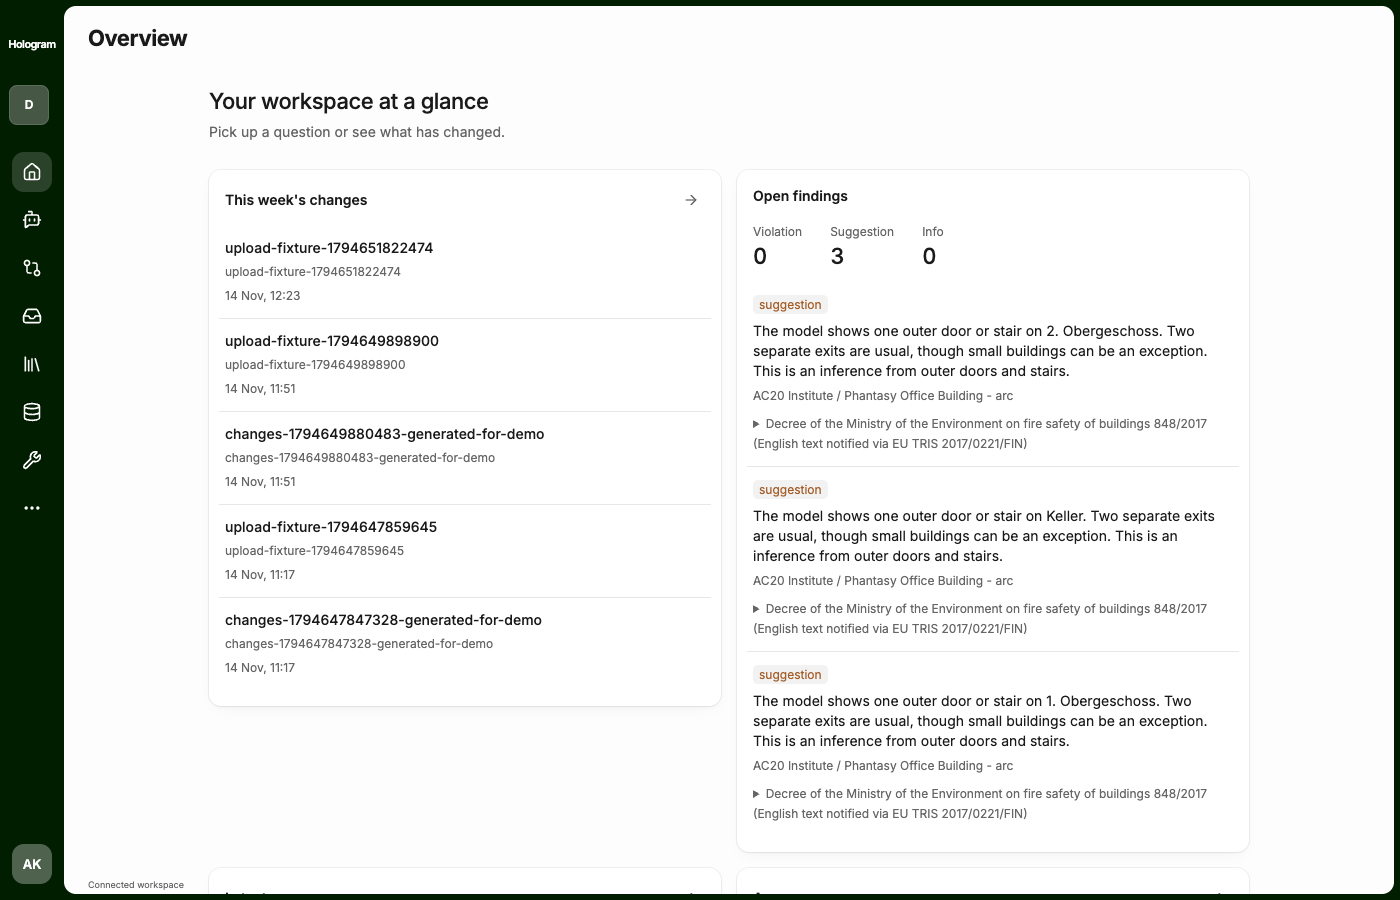 Hologram
D
AK
Overview
Your workspace at a glance
Pick up a question or see what has changed.
This week's changes
upload-fixture-1794651822474
upload-fixture-1794651822474
14 Nov, 12:23
upload-fixture-1794649898900
upload-fixture-1794649898900
14 Nov, 11:51
changes-1794649880483-generated-for-demo
changes-1794649880483-generated-for-demo
14 Nov, 11:51
upload-fixture-1794647859645
upload-fixture-1794647859645
14 Nov, 11:17
changes-1794647847328-generated-for-demo
changes-1794647847328-generated-for-demo
14 Nov, 11:17
Open findings
Violation Suggestion Info
0 3 0
suggestion
The model shows one outer door or stair on 2. Obergeschoss. Two
separate exits are usual, though small buildings can be an exception.
This is an inference from outer doors and stairs.
AC20 Institute / Phantasy Office Building - arc
Decree of the Ministry of the Environment on fire safety of buildings 848/2017
(English text notified via EU TRIS 2017/0221/FIN)
suggestion
The model shows one outer door or stair on Keller. Two separate exits
are usual, though small buildings can be an exception. This is an
inference from outer doors and stairs.
AC20 Institute / Phantasy Office Building - arc
Decree of the Ministry of the Environment on fire safety of buildings 848/2017
(English text notified via EU TRIS 2017/0221/FIN)
suggestion
The model shows one outer door or stair on 1. Obergeschoss. Two
separate exits are usual, though small buildings can be an exception.
This is an inference from outer doors and stairs.
AC20 Institute / Phantasy Office Building - arc
Decree of the Ministry of the Environment on fire safety of buildings 848/2017
(English text notified via EU TRIS 2017/0221/FIN)
Connected workspace